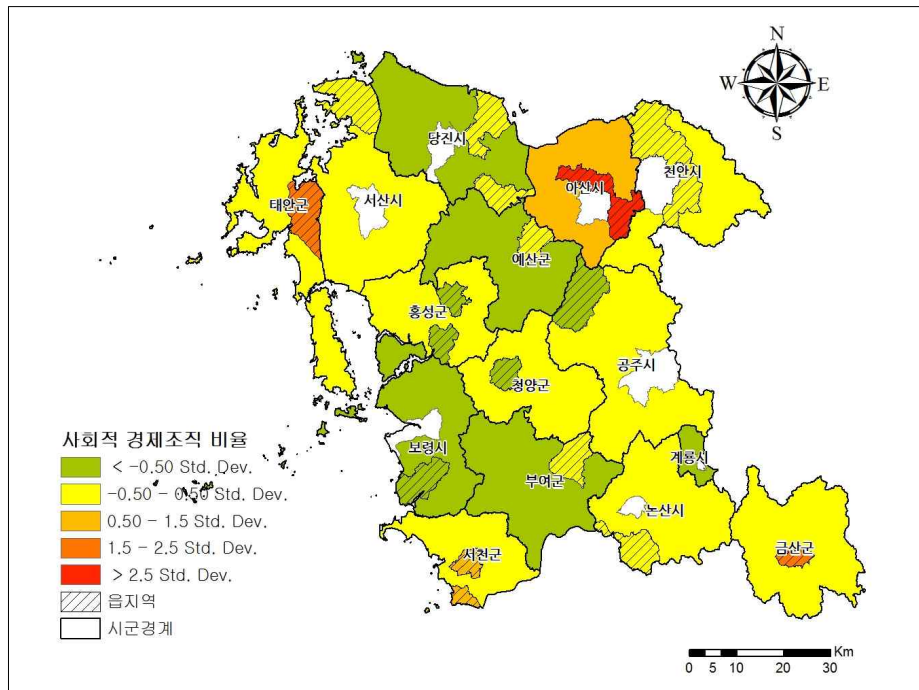 N
W E
S
당진시
아산시
천안시
태안군
서산시
예산군
홍성군
공주시
청양군
보령시
부여군
계룡시
논산시
서천군
금산군
사회적 경제조직 비율
< -0.50 Std. Dev.
-0.50 - 0.50 Std. Dev.
0.50 - 1.5 Std. Dev.
1.5 - 2.5 Std. Dev.
> 2.5 Std. Dev.
읍지역
시군경계
Km
0 5 10 20 30